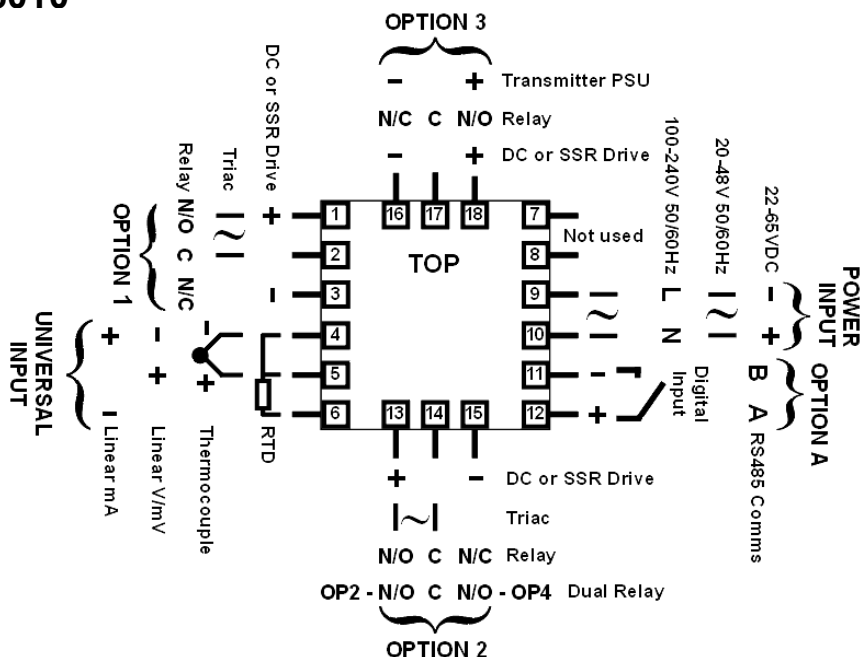 OPTION 3
- + Transmitter PSU
N/C C N/O Relay
- + DC or SSR Drive
DC or SSR Drive
+ -
Triac
Relay N/O C N/C
OPTION 1
100-240V 50/60Hz
L N
20-48V 50/60Hz
22-65VDC
- +
POWER
INPUT
16 17 18
1
2
3
4
5
6
TOP
7
8
9
10
11
12
Not used
13 14 15
UNIVERSAL
INPUT
+ - Linear mA
- + Linear V/mV
- + Thermocouple
RTD
- +
Digital
Input
B A RS485 Comms
OPTION A
+ - DC or SSR Drive
~ Triac
N/O C N/C Relay
OP2 - N/O C N/O - OP4 Dual Relay
OPTION 2